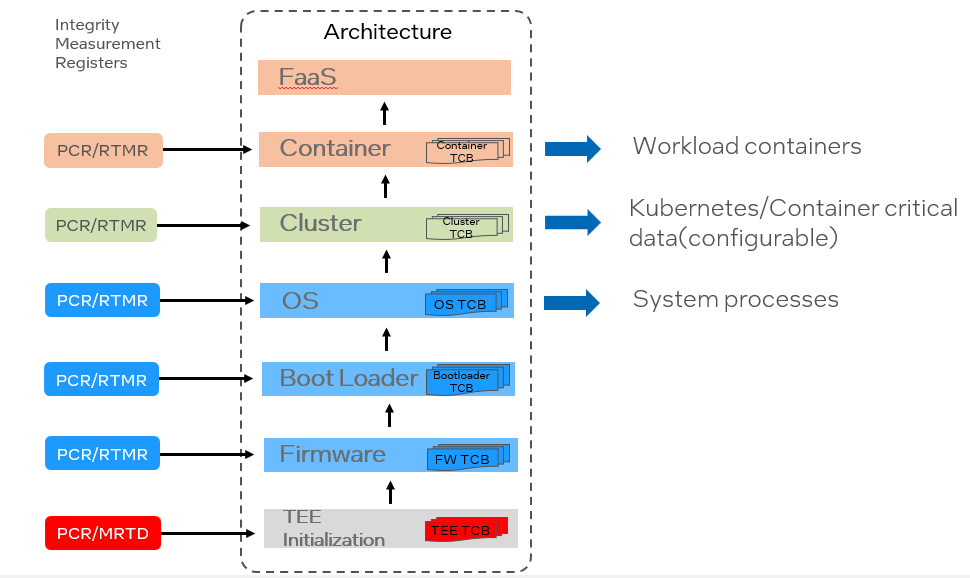 Integrity
Measurement
Registers
Architecture
FaaS
PCR/RTMR
Container
Container
TCB
Workload containers
PCR/RTMR
Cluster
Cluster
TCB
Kubernetes/Container critical
data(configurable)
PCR/RTMR
OS
OS TCB
System processes
PCR/RTMR
Boot Loader
Bootloader
TCB
PCR/RTMR
Firmware
FW TCB
PCR/MRTD
TEE
Initialization
TEE TCB